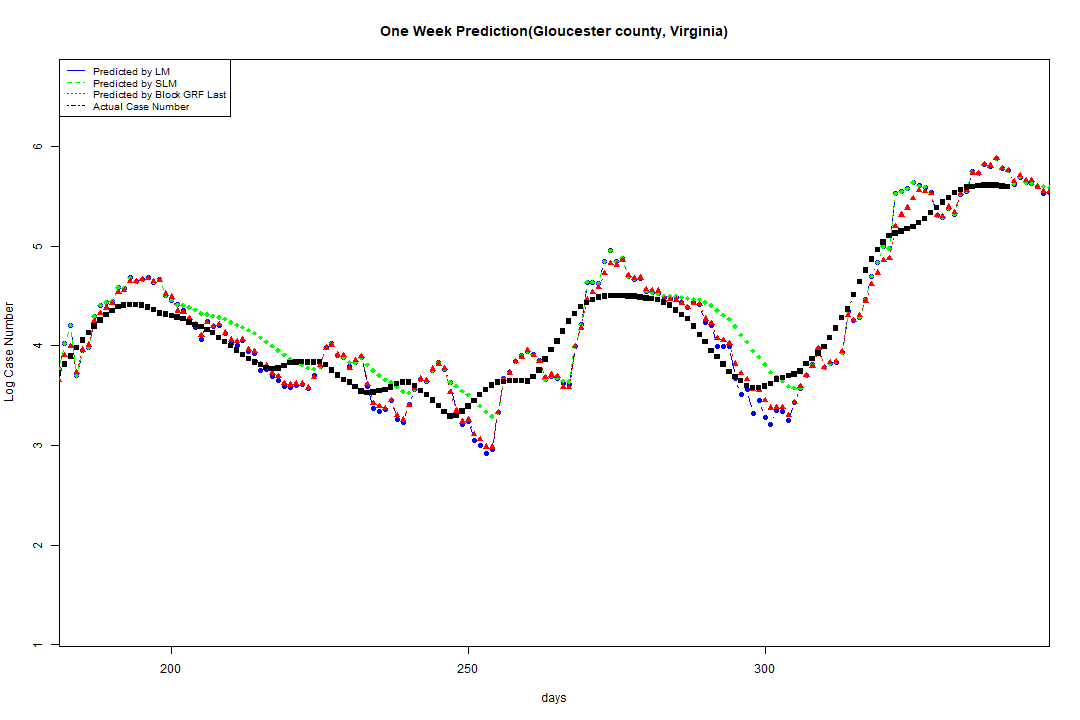 One Week Prediction(Gloucester county, Virginia)
Predicted by LM
Predicted by SLM
Predicted by Block GRF Last
Actual Case Number
6
5
4
3
2
1
Log Case Number
200 250 300
days